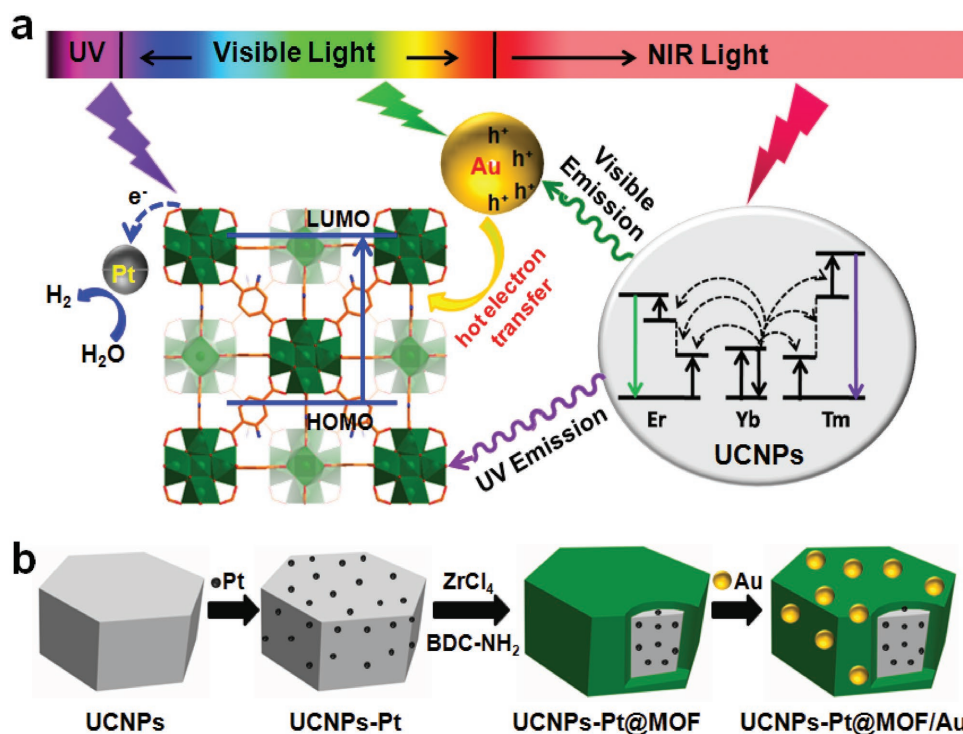 a
UV
Visible Light
NIR Light
h⁺
Au
h⁺
h⁺
h⁺
h⁺
Visible
Emission
e⁻
LUMO
Pt
H₂
H₂O
hot electron
transfer
HOMO
UV Emission
Er
Yb
Tm
UCNPs
b
Pt
ZrCl₄
BDC-NH₂
Au
UCNPs
UCNPs-Pt
UCNPs-Pt@MOF
UCNPs-Pt@MOF/Au